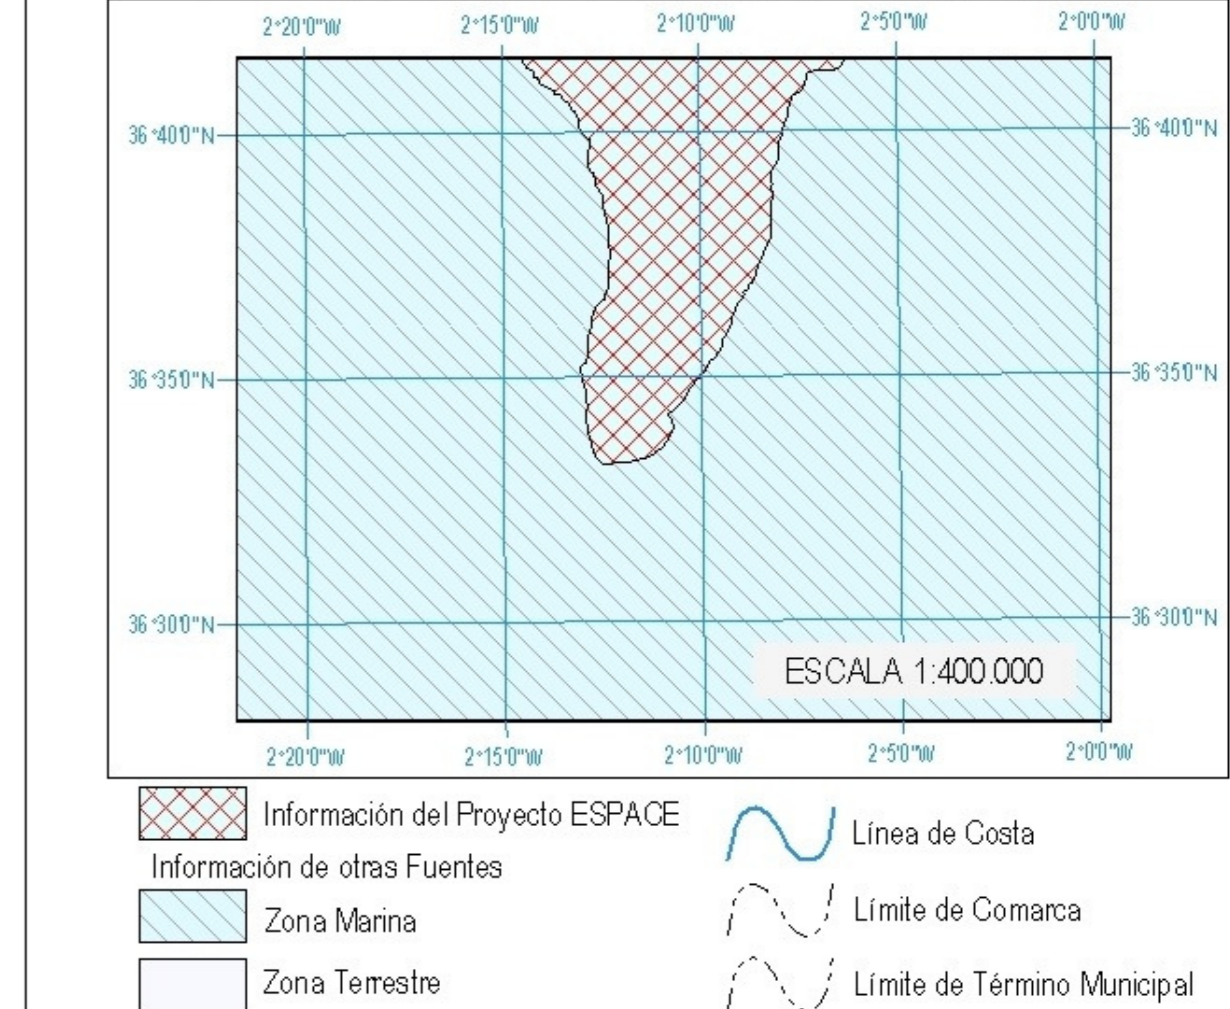 2°20'0"W 2°15'0"W 2°10'0"W 2°5'0"W 2°0'0"W
36°40'0"N 36°40'0"N
36°35'0"N 36°35'0"N
36°30'0"N 36°30'0"N
ESCALA 1:400.000
2°20'0"W 2°15'0"W 2°10'0"W 2°5'0"W 2°0'0"W
Información del Proyecto ESPACE
Línea de Costa
Información de otras Fuentes
Zona Marina
Límite de Comarca
Zona Terrestre
Límite de Término Municipal